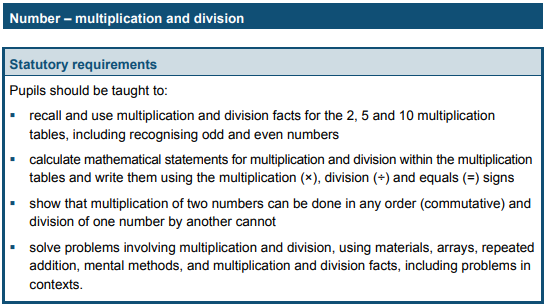 Number – multiplication and division
Statutory requirements
Pupils should be taught to:
▪ recall and use multiplication and division facts for the 2, 5 and 10 multiplication
tables, including recognising odd and even numbers
▪ calculate mathematical statements for multiplication and division within the multiplication
tables and write them using the multiplication (×), division (÷) and equals (=) signs
▪ show that multiplication of two numbers can be done in any order (commutative) and
division of one number by another cannot
▪ solve problems involving multiplication and division, using materials, arrays, repeated
addition, mental methods, and multiplication and division facts, including problems in
contexts.